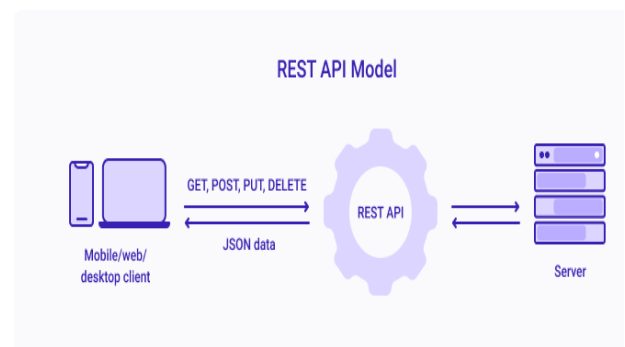 REST API Model
GET, POST, PUT, DELETE
REST API
JSON data
Mobile/web/
desktop client
Server